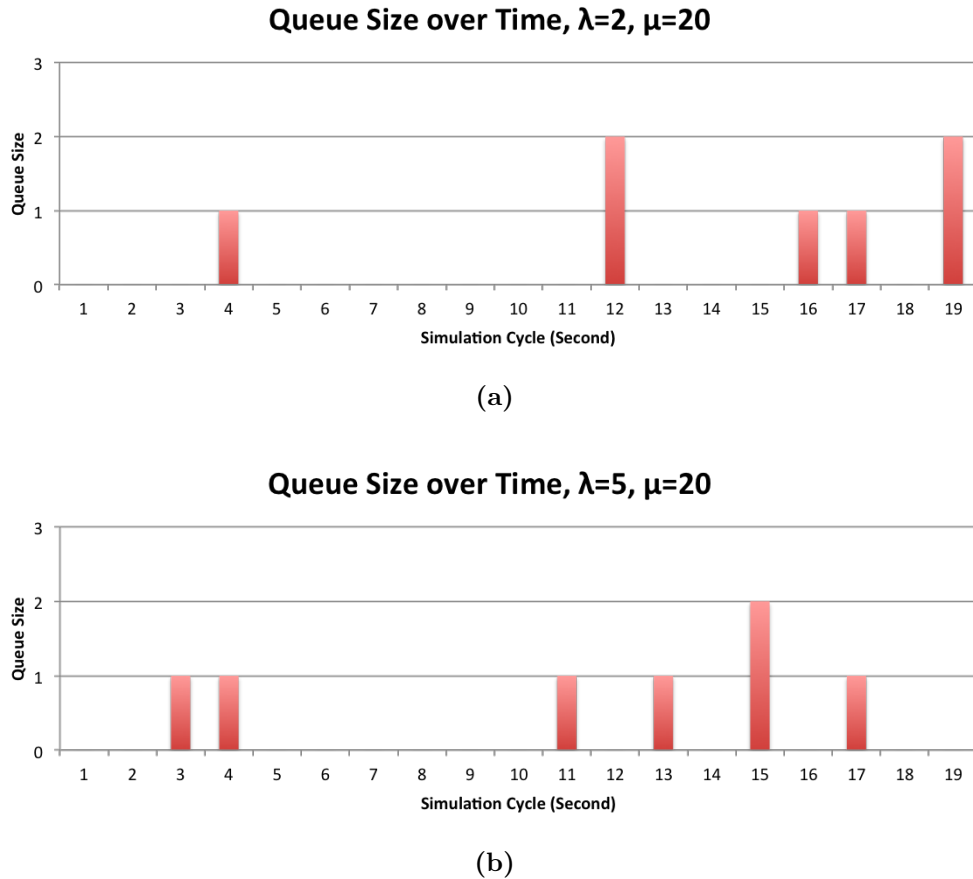 Queue Size over Time, λ=2, μ=20
3
2
1
0
Queue Size
1 2 3 4 5 6 7 8 9 10 11 12 13 14 15 16 17 18 19
Simulation Cycle (Second)
(a)
Queue Size over Time, λ=5, μ=20
3
2
1
0
Queue Size
1 2 3 4 5 6 7 8 9 10 11 12 13 14 15 16 17 18 19
Simulation Cycle (Second)
(b)